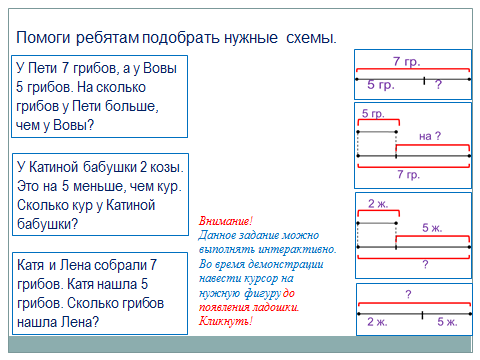 Помоги ребятам подобрать нужные схемы.
У Пети 7 грибов, а у Вовы
5 грибов. На сколько
грибов у Пети больше,
чем у Вовы?
У Катиной бабушки 2 козы.
Это на 5 меньше, чем кур.
Сколько кур у Катиной
бабушки?
Катя и Лена собрали 7
грибов. Катя нашла 5
грибов. Сколько грибов
нашла Лена?
Внимание!
Данное задание можно
выполнять интерактивно.
Во время демонстрации
навести курсор на
нужную фигуру до
появления ладошки.
Кликнуть!
7 гр.
5 гр. ?
5 гр.
на ?
7 гр.
2 ж.
5 ж.
?
?
2 ж. 5 ж.